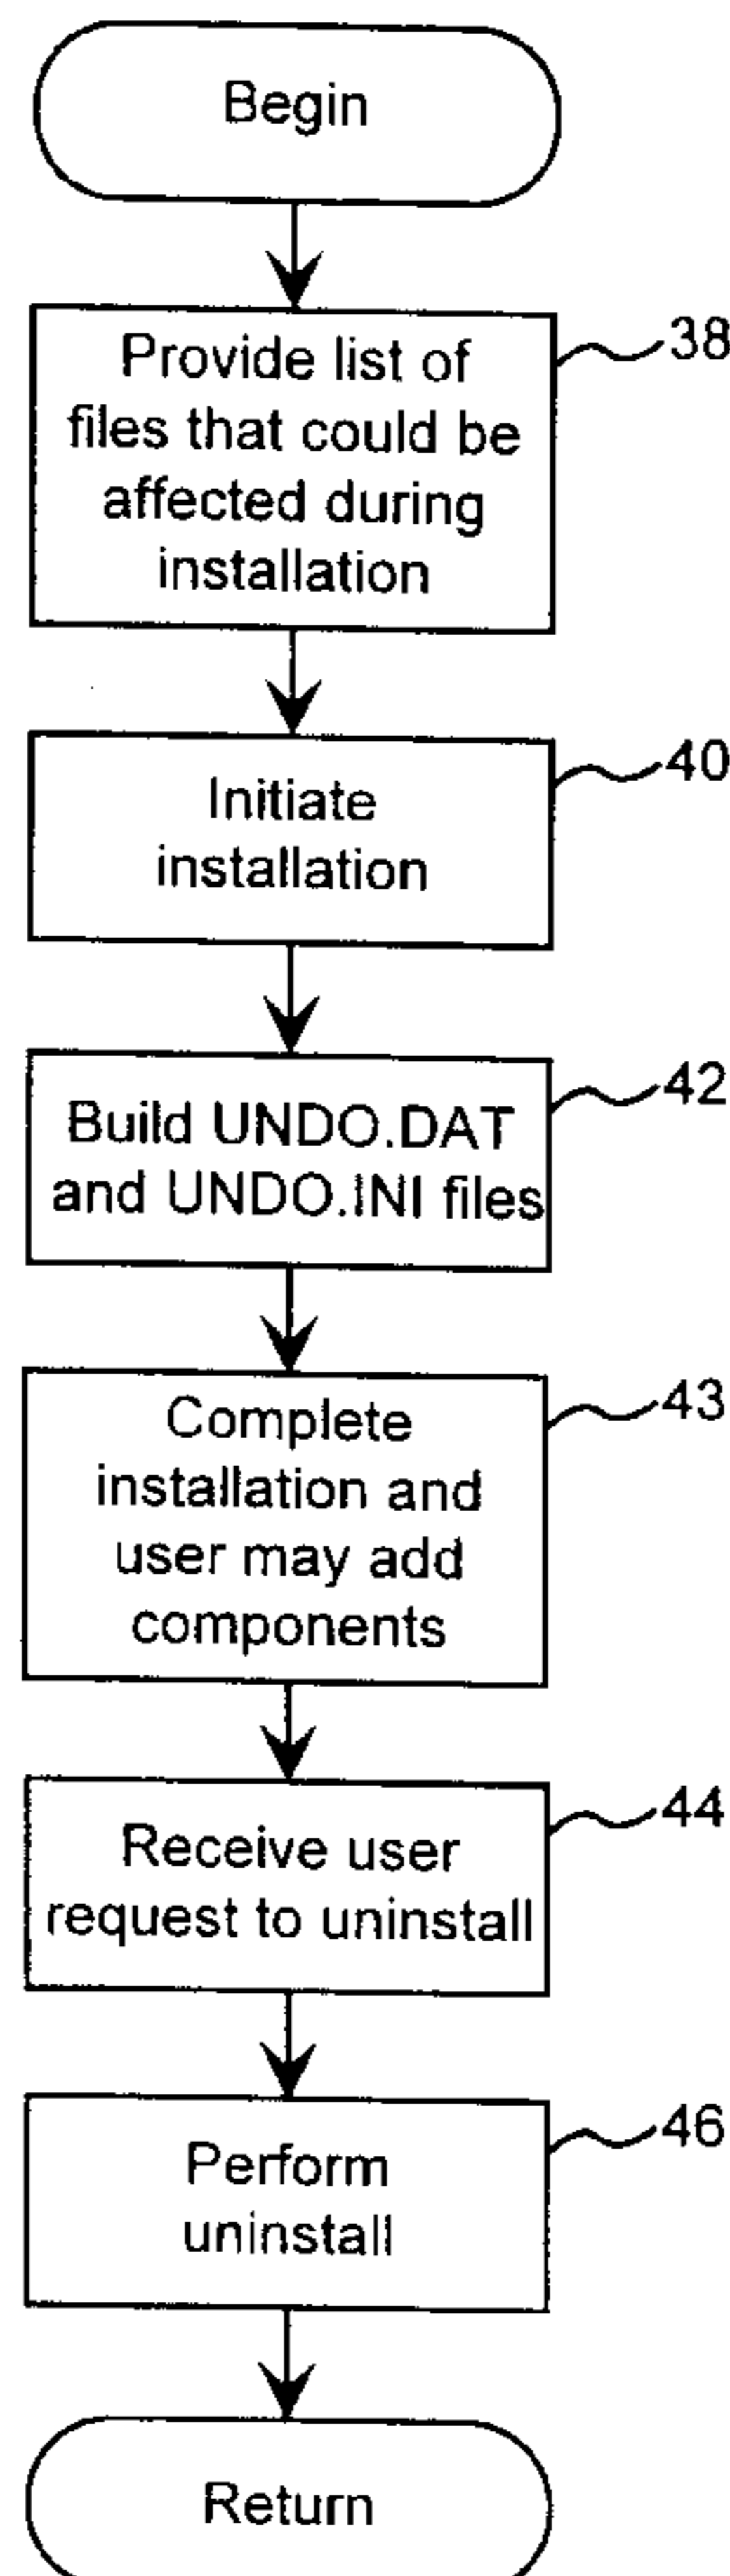 Begin
Provide list of
files that could be
affected during
installation
38
Initiate
installation
40
Build UNDO.DAT
and UNDO.INI files
42
Complete
installation and
user may add
components
43
Receive user
request to uninstall
44
Perform
uninstall
46
Return